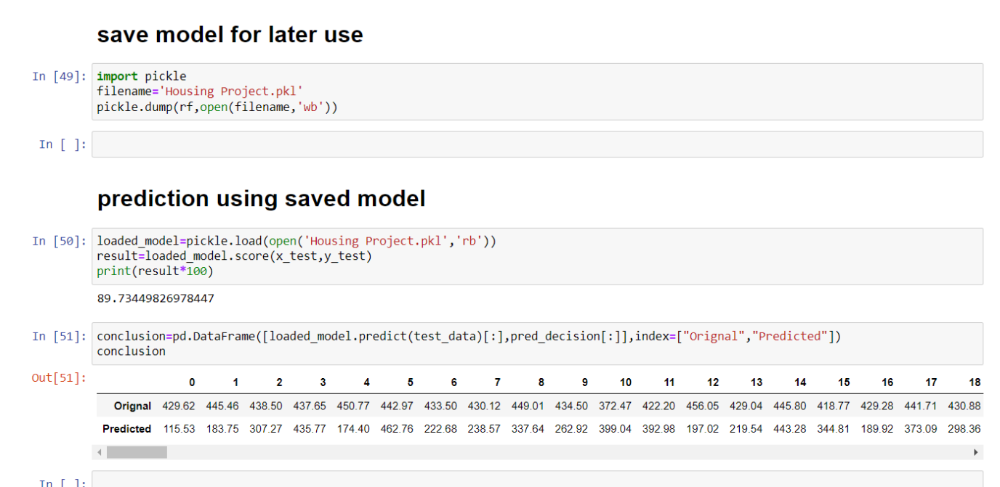 save model for later use
In [49]: import pickle
filename='Housing Project.pkl'
pickle.dump(rf,open(filename,'wb'))
In [ ]:
prediction using saved model
In [50]: loaded_model=pickle.load(open('Housing Project.pkl','rb'))
result=loaded_model.score(x_test,y_test)
print(result*100)
89.73449826978447
In [51]: conclusion=pd.DataFrame([loaded_model.predict(test_data)[:],pred_decision[:]],index=["Orignal","Predicted"])
conclusion
Out[51]:
0 1 2 3 4 5 6 7 8 9 10 11 12 13 14 15 16 17 18
Orignal 429.62 445.46 438.50 437.65 450.77 442.97 433.50 430.12 449.01 434.50 372.47 422.20 456.05 429.04 445.80 418.77 429.28 441.71 430.88
Predicted 115.53 183.75 307.27 435.77 174.40 462.76 222.68 238.57 337.64 262.92 399.04 392.98 197.02 219.54 443.28 344.81 189.92 373.09 298.36
In [ ]: